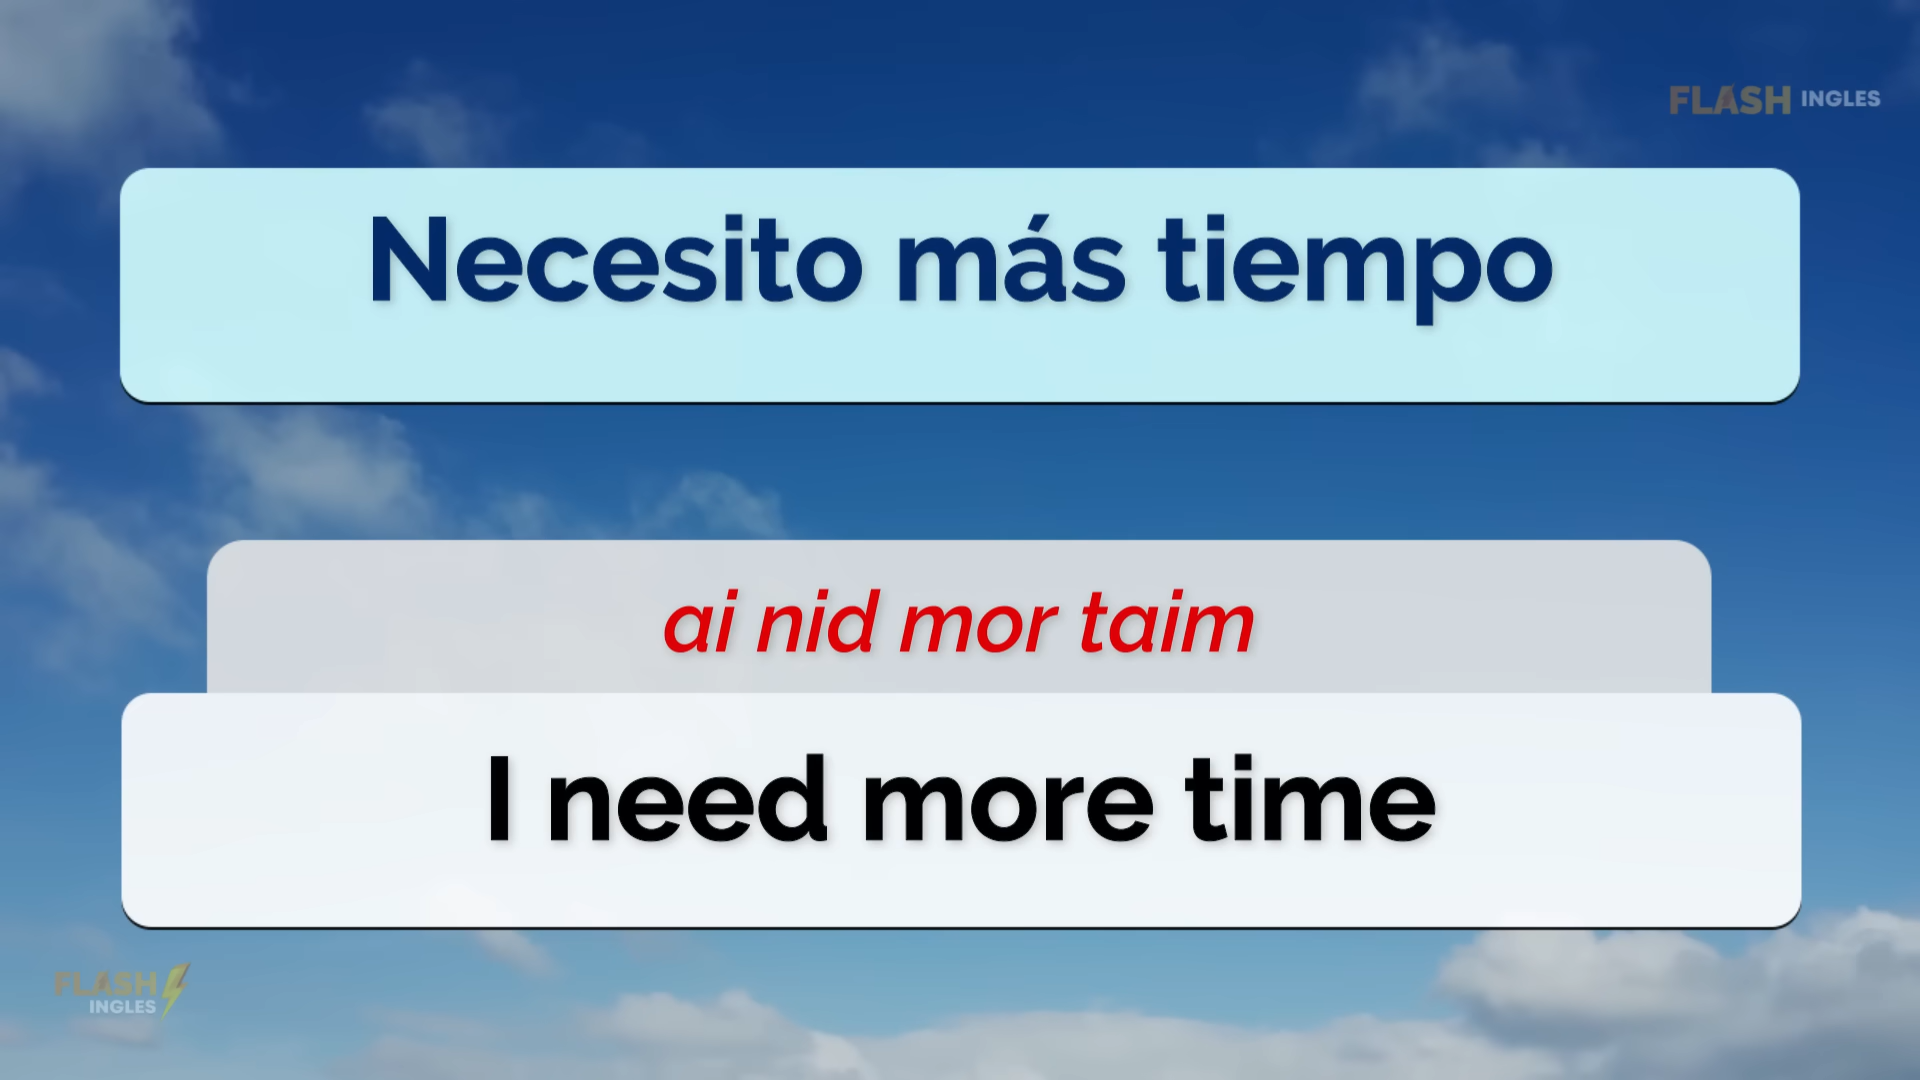 FLASH INGLES
Necesito más tiempo
ai nid mor taim
I need more time
FLASH
INGLES